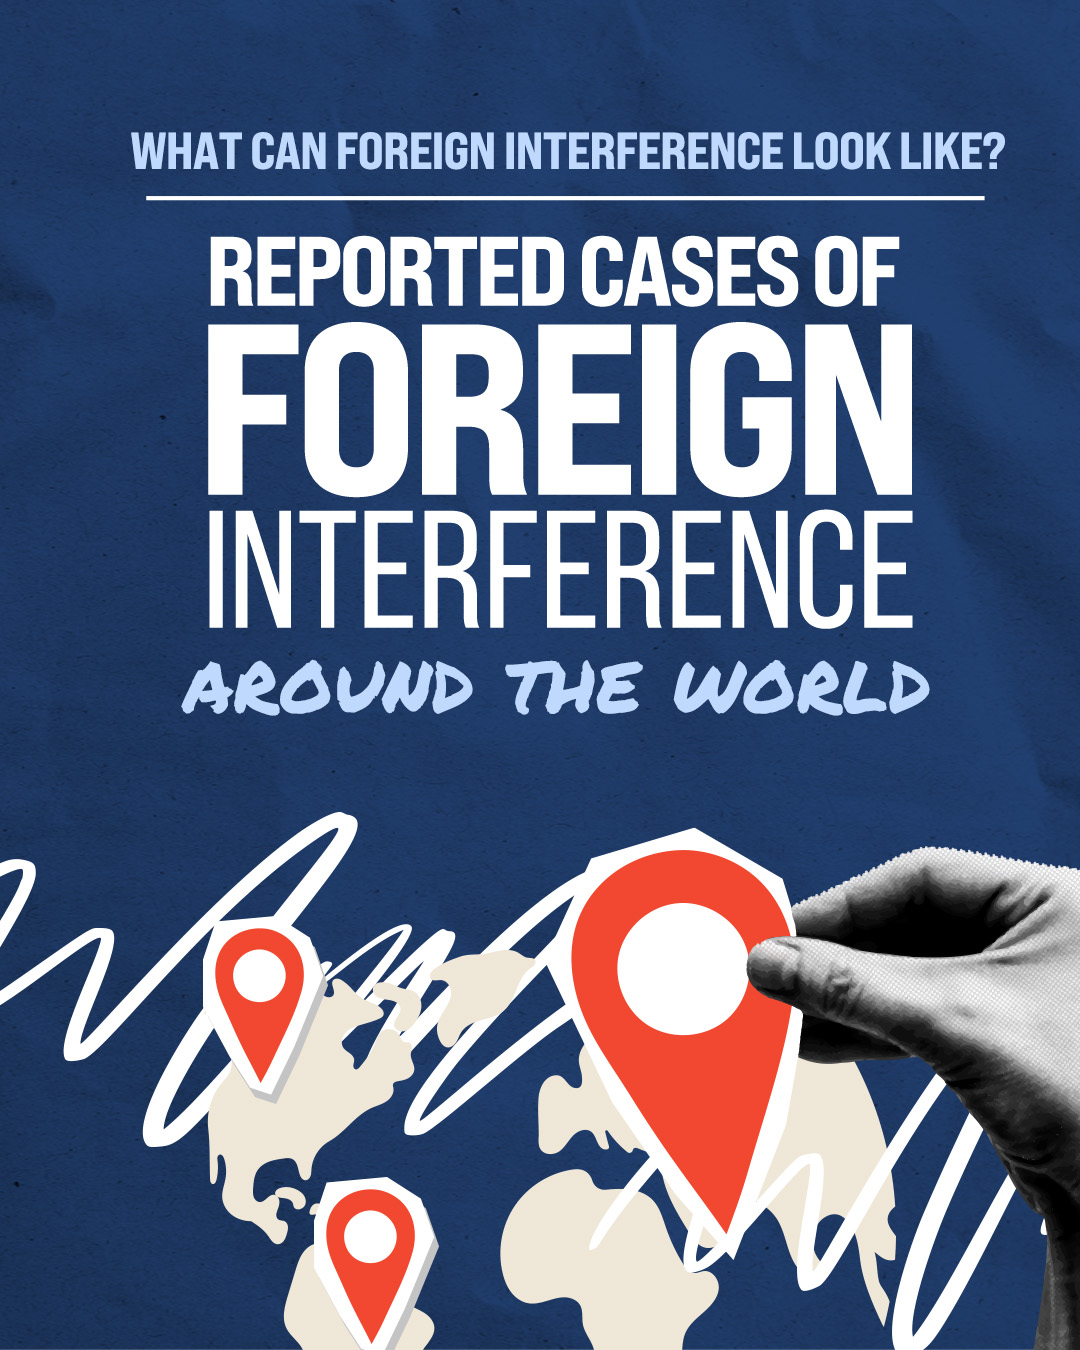 WHAT CAN FOREIGN INTERFERENCE LOOK LIKE?
REPORTED CASES OF
FOREIGN
INTERFERENCE
AROUND THE WORLD